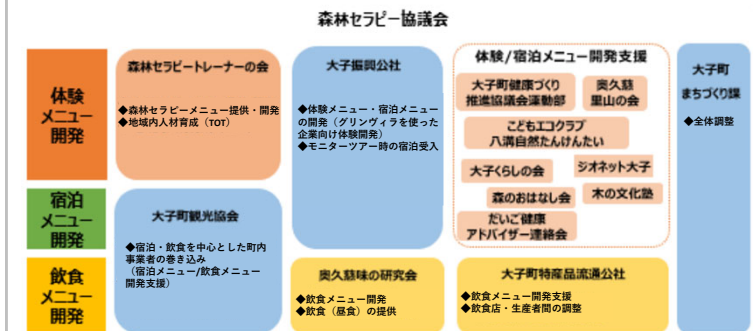 森林セラピー協議会
体験
メニュー
開発
森林セラピートレーナーの会
◆森林セラピーメニュー提供・開発
◆地域内人材育成（TOT）
大子振興公社
◆体験メニュー・宿泊メニュー
の開発（グリンヴィラを使った
企業向け体験開発）
◆モニターツアー時の宿泊受入
体験/宿泊メニュー開発支援
大子町健康づくり
推進協議会運動部
奥久慈
里山の会
こどもエコクラブ
八溝自然たんけんたい
大子くらしの会
ジオネット大子
森のおはなし会
木の文化塾
だいご健康
アドバイザー連絡会
大子町
まちづくり課
◆全体調整
宿泊
メニュー
開発
大子町観光協会
◆宿泊・飲食を中心とした町内
事業者の巻き込み
（宿泊メニュー/飲食メニュー
開発支援）
飲食
メニュー
開発
奥久慈味の研究会
◆飲食メニュー開発
◆飲食（昼食）の提供
大子町特産品流通公社
◆飲食メニュー開発支援
◆飲食店・生産者間の調整